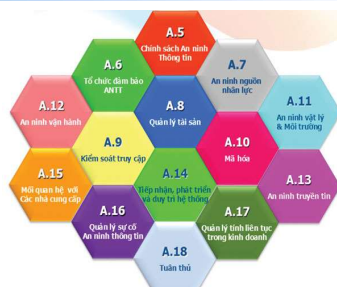 A.5
Chính sách An ninh
Thông tin
A.6
Tổ chức đảm bảo
ANTT
A.7
An ninh nguồn
nhân lực
A.12
An ninh vận hành
A.8
Quản lý tài sản
A.11
An ninh vật lý
& Môi trường
A.9
Kiểm soát truy cập
A.10
Mã hóa
A.15
Mối quan hệ với
Các nhà cung cấp
A.14
Tiếp nhận, phát triển
và duy trì hệ thống
A.13
An ninh truyền tin
A.16
Quản lý sự cố
An ninh thông tin
A.17
Quản lý tính liên tục
trong kinh doanh
A.18
Tuân thủ